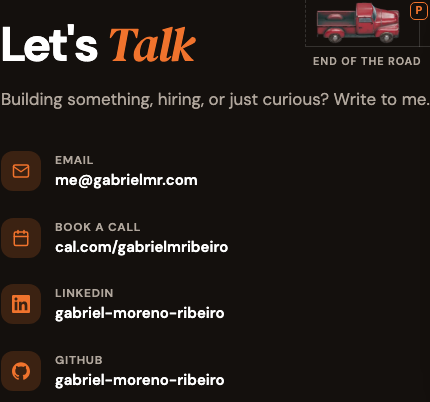 P
Let's Talk
END OF THE ROAD
Building something, hiring, or just curious? Write to me.
EMAIL
me@gabrielmr.com
BOOK A CALL
cal.com/gabrielmribeiro
LINKEDIN
in
gabriel-moreno-ribeiro
GITHUB
gabriel-moreno-ribeiro